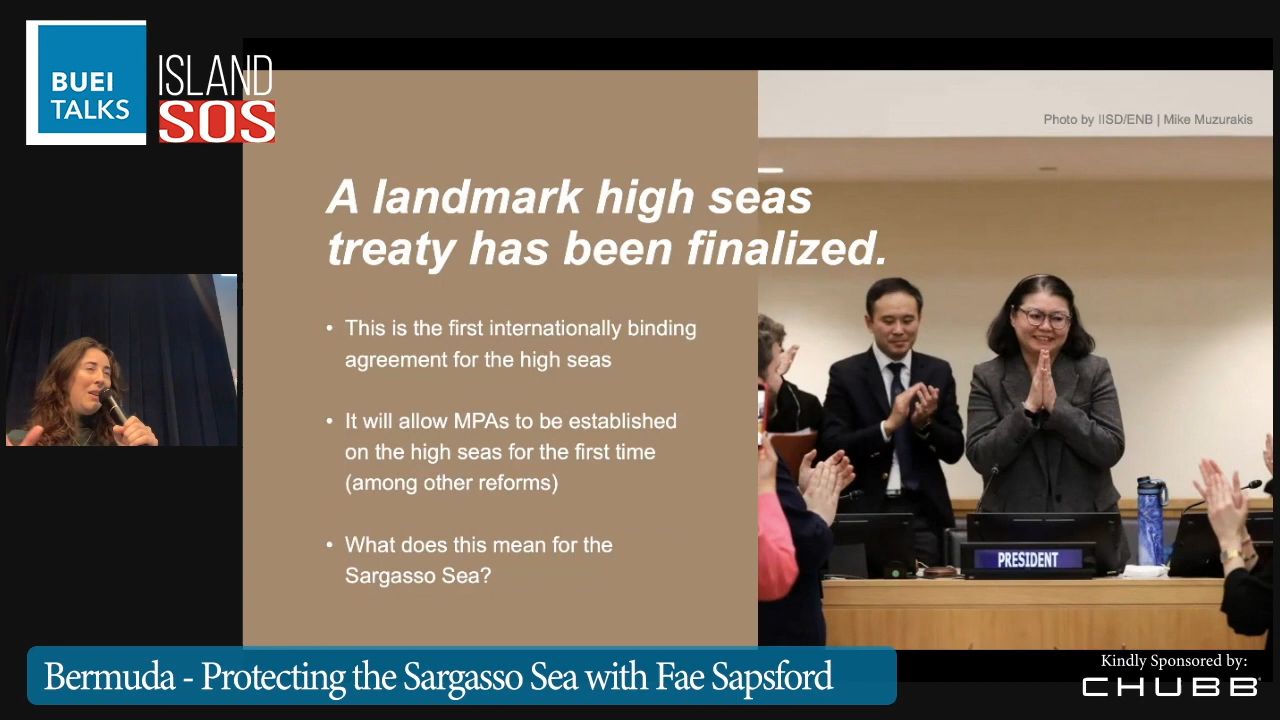 BUEI
TALKS
ISLAND
SOS
Photo by IISD/ENB | Mike Muzurakis
A landmark high seas
treaty has been finalized.
• This is the first internationally binding
agreement for the high seas
• It will allow MPAs to be established
on the high seas for the first time
(among other reforms)
• What does this mean for the
Sargasso Sea?
PRESIDENT
Bermuda - Protecting the Sargasso Sea with Fae Sapsford
Kindly Sponsored by:
CHUBB